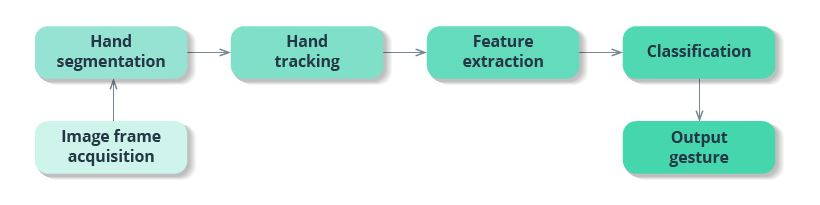 Hand
segmentation
Hand
tracking
Feature
extraction
Classification
Image frame
acquisition
Output
gesture